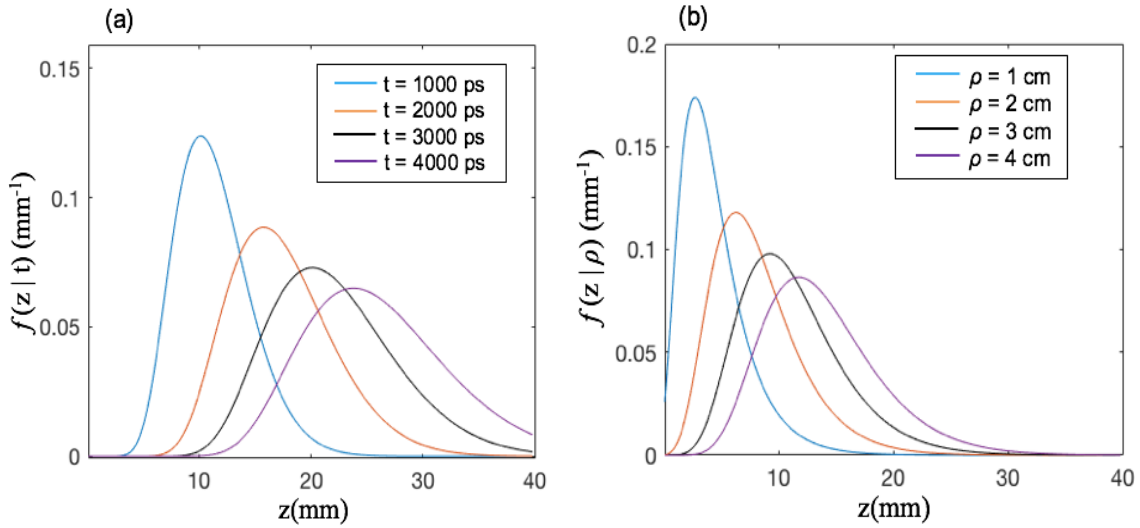 (a)
f (z | t) (mm-1)
0.15
0.1
0.05
0
t = 1000 ps
t = 2000 ps
t = 3000 ps
t = 4000 ps
10
20
30
40
z(mm)
(b)
f (z | ρ) (mm-1)
0.2
0.15
0.1
0.05
0
ρ = 1 cm
ρ = 2 cm
ρ = 3 cm
ρ = 4 cm
10
20
30
40
z(mm)